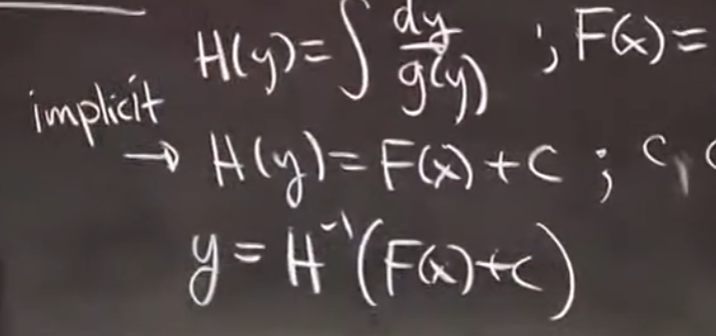 H(y) = ∫ dy/g(y) ; F(x) =
implicit
→ H(y) = F(x) + C ; C,
y = H⁻¹(F(x)+c)